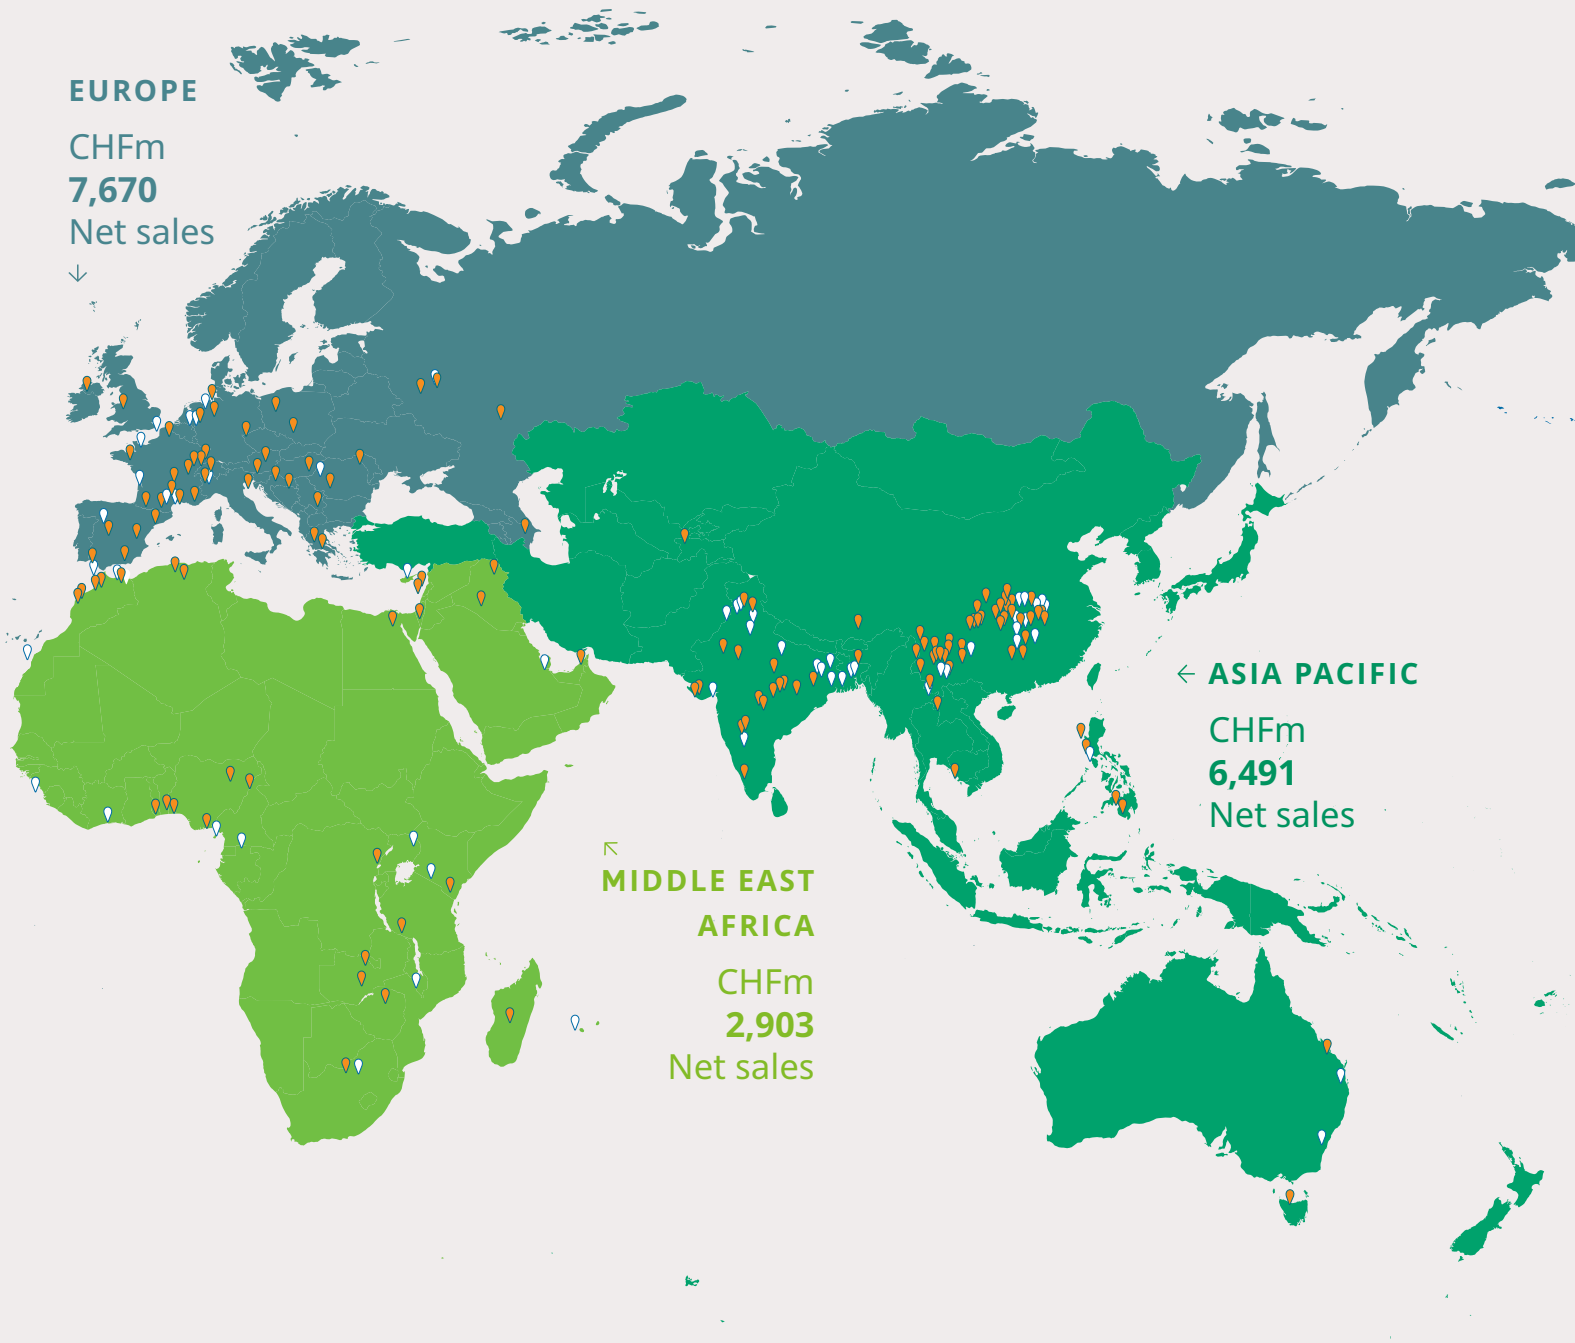 EUROPE
CHFm
7,670
Net sales
ASIA PACIFIC
CHFm
6,491
Net sales
MIDDLE EAST
AFRICA
CHFm
2,903
Net sales